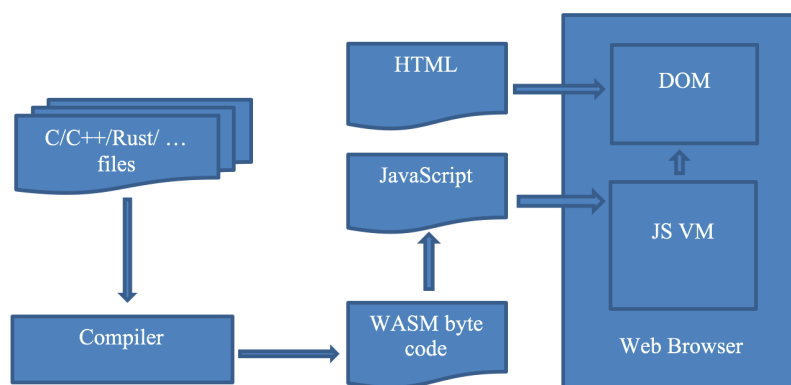 HTML
DOM
C/C++/Rust/ …
files
JavaScript
JS VM
Compiler
WASM byte
code
Web Browser